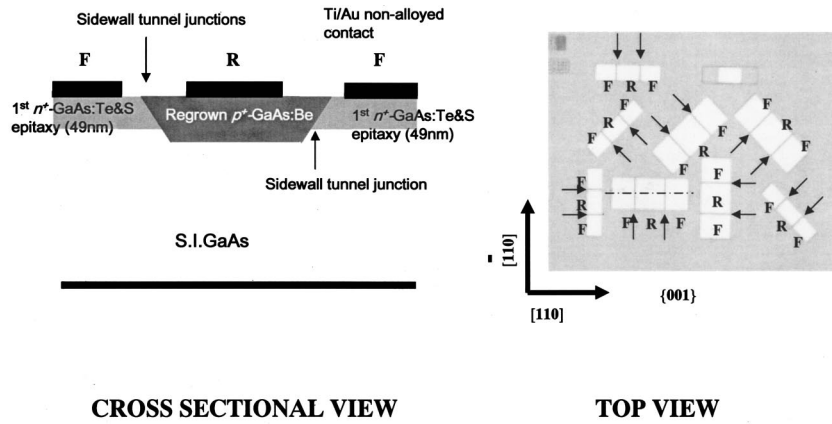 Sidewall tunnel junctions
Ti/Au non-alloyed
contact
F
R
F
1st n+-GaAs:Te&S
epitaxy (49nm)
Regrown p+-GaAs:Be
1st n+-GaAs:Te&S
epitaxy (49nm)
Sidewall tunnel junction
S.I.GaAs
CROSS SECTIONAL VIEW
F R F
F
R
F
F
R
F
F
R
F
F
R
F
F R F
F
R
F
F
R
F
[110]
[110]
{001}
TOP VIEW